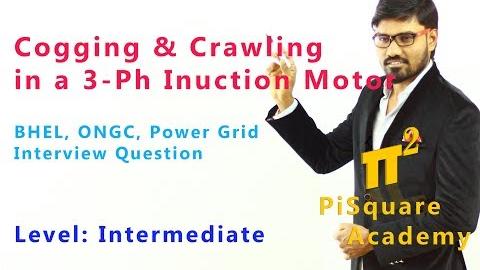 Cogging & Crawling
in a 3-Ph Inuction Motor
BHEL, ONGC, Power Grid
Interview Question
π2
PiSquare
Academy
Level: Intermediate